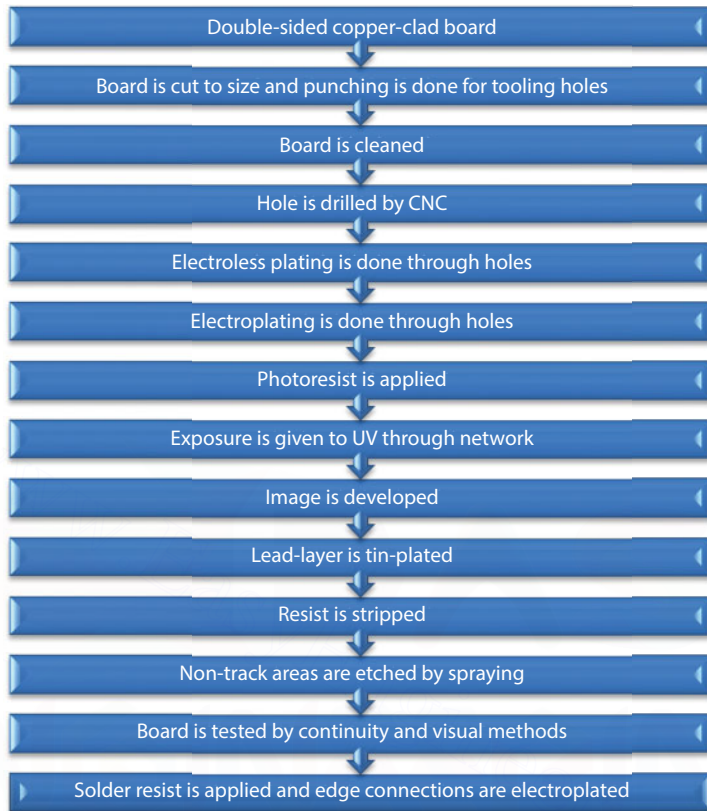 Double-sided copper-clad board
Board is cut to size and punching is done for tooling holes
Board is cleaned
Hole is drilled by CNC
Electroless plating is done through holes
Electroplating is done through holes
Photoresist is applied
Exposure is given to UV through network
Image is developed
Lead-layer is tin-plated
Resist is stripped
Non-track areas are etched by spraying
Board is tested by continuity and visual methods
Solder resist is applied and edge connections are electroplated